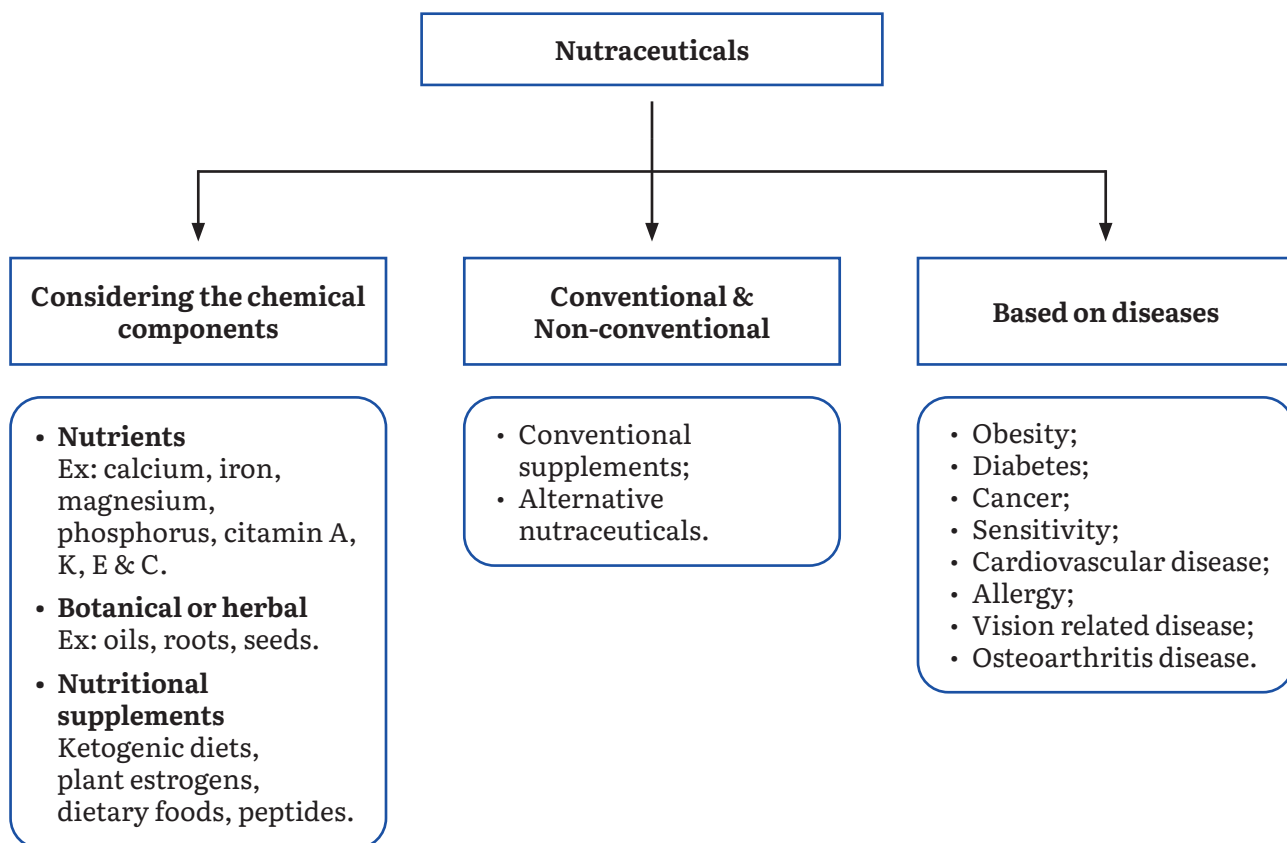 Nutraceuticals
Considering the chemical
components
Conventional &
Non-conventional
Based on diseases
• Nutrients
Ex: calcium, iron,
magnesium,
phosphorus, citamin A,
K, E & C.
• Botanical or herbal
Ex: oils, roots, seeds.
• Nutritional
supplements
Ketogenic diets,
plant estrogens,
dietary foods, peptides.
• Conventional
supplements;
• Alternative
nutraceuticals.
• Obesity;
• Diabetes;
• Cancer;
• Sensitivity;
• Cardiovascular disease;
• Allergy;
• Vision related disease;
• Osteoarthritis disease.